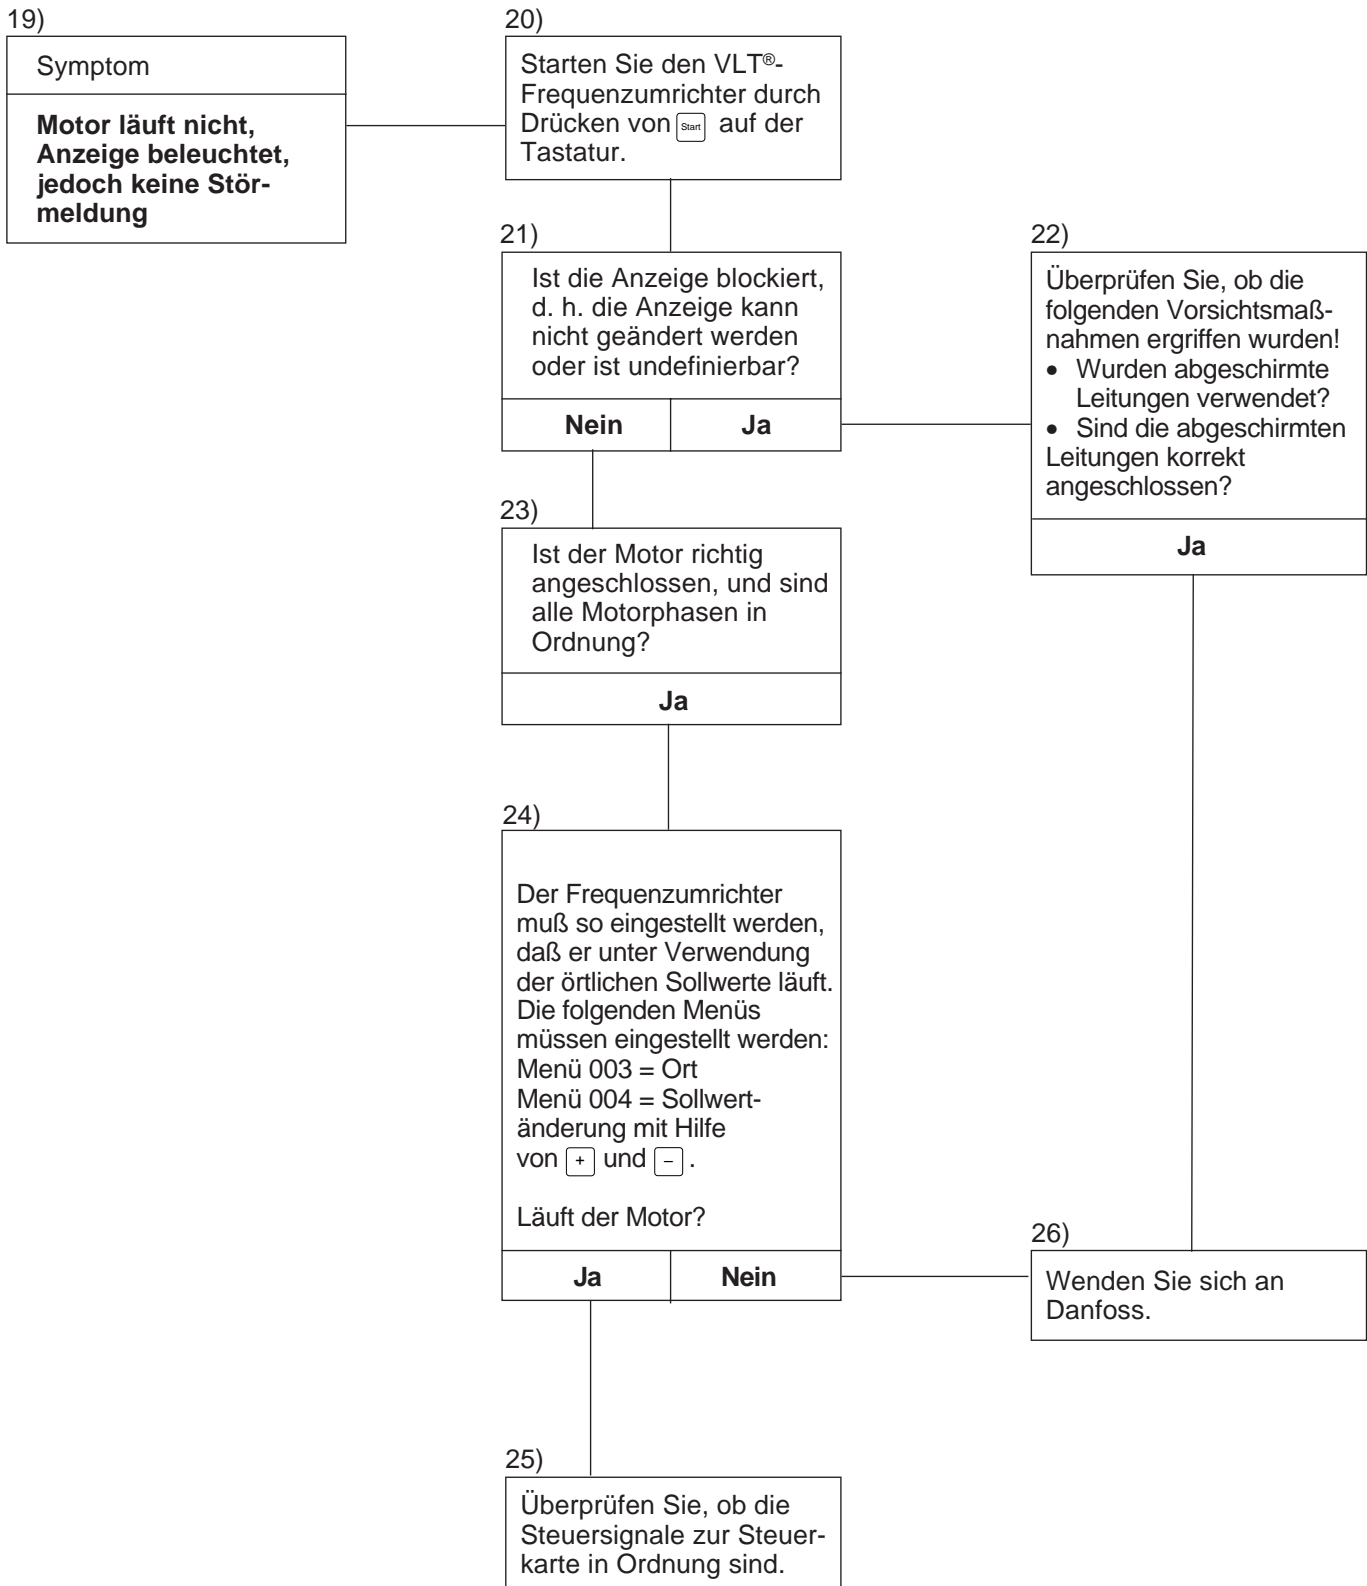 19)
Symptom
Motor läuft nicht,
Anzeige beleuchtet,
jedoch keine Stör-
meldung
20)
Starten Sie den VLT®-
Frequenzumrichter durch
Drücken von Start auf der
Tastatur.
21)
Ist die Anzeige blockiert,
d. h. die Anzeige kann
nicht geändert werden
oder ist undefinierbar?
Nein Ja
22)
Überprüfen Sie, ob die
folgenden Vorsichtsmaß-
nahmen ergriffen wurden!
• Wurden abgeschirmte
Leitungen verwendet?
• Sind die abgeschirmten
Leitungen korrekt
angeschlossen?
Ja
23)
Ist der Motor richtig
angeschlossen, und sind
alle Motorphasen in
Ordnung?
Ja
24)
Der Frequenzumrichter
muß so eingestellt werden,
daß er unter Verwendung
der örtlichen Sollwerte läuft.
Die folgenden Menüs
müssen eingestellt werden:
Menü 003 = Ort
Menü 004 = Sollwert-
änderung mit Hilfe
von + und – .
Läuft der Motor?
Ja Nein
26)
Wenden Sie sich an
Danfoss.
25)
Überprüfen Sie, ob die
Steuersignale zur Steuer-
karte in Ordnung sind.